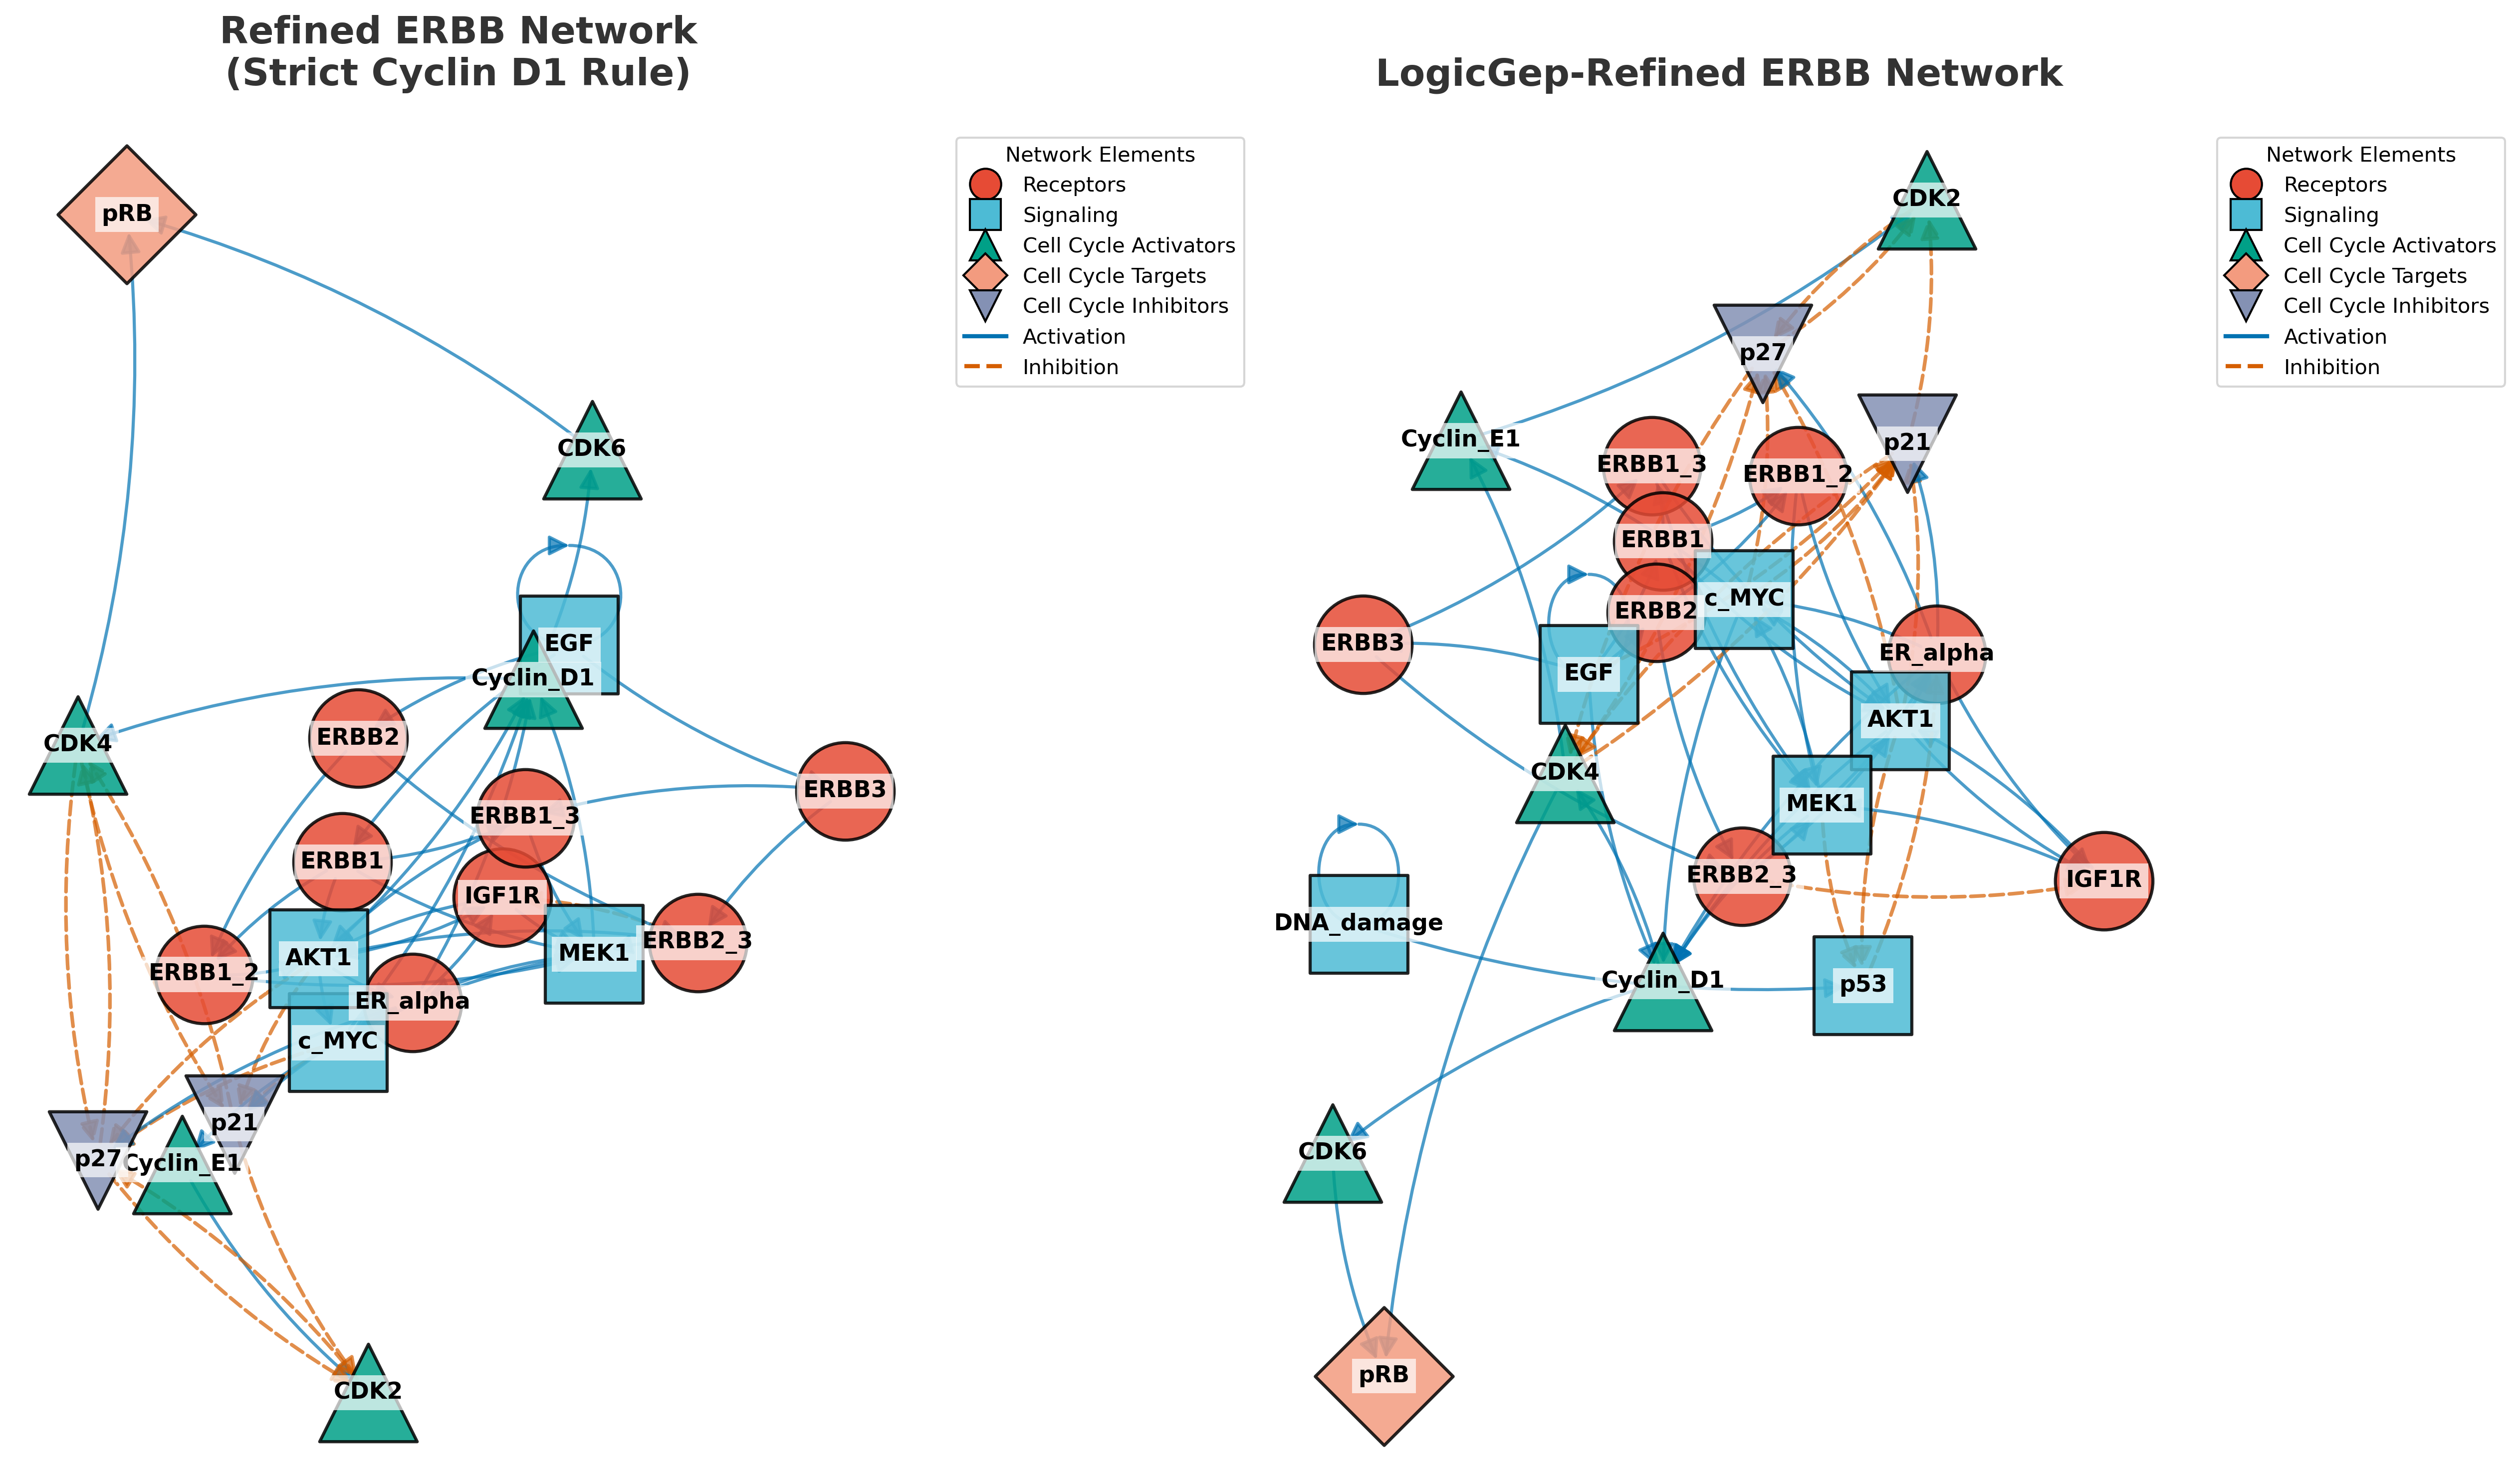 Refined ERBB Network
(Strict Cyclin D1 Rule)
Network Elements
Receptors
Signaling
Cell Cycle Activators
Cell Cycle Targets
Cell Cycle Inhibitors
Activation
Inhibition
pRB
CDK6
EGF
Cyclin_D1
ERBB2
CDK4
ERBB3
ERBB1_3
ERBB1
IGF1R
ERBB2_3
MEK1
AKT1
ERBB1_2
ER_alpha
c_MYC
p21
p27
Cyclin_E1
CDK2
LogicGep-Refined ERBB Network
Network Elements
Receptors
Signaling
Cell Cycle Activators
Cell Cycle Targets
Cell Cycle Inhibitors
Activation
Inhibition
CDK2
p27
Cyclin_E1
p21
ERBB1_3
ERBB1_2
ERBB1
c_MYC
ERBB2
ERBB3
ER_alpha
EGF
AKT1
CDK4
MEK1
ERBB2_3
IGF1R
DNA_damage
Cyclin_D1
p53
CDK6
pRB